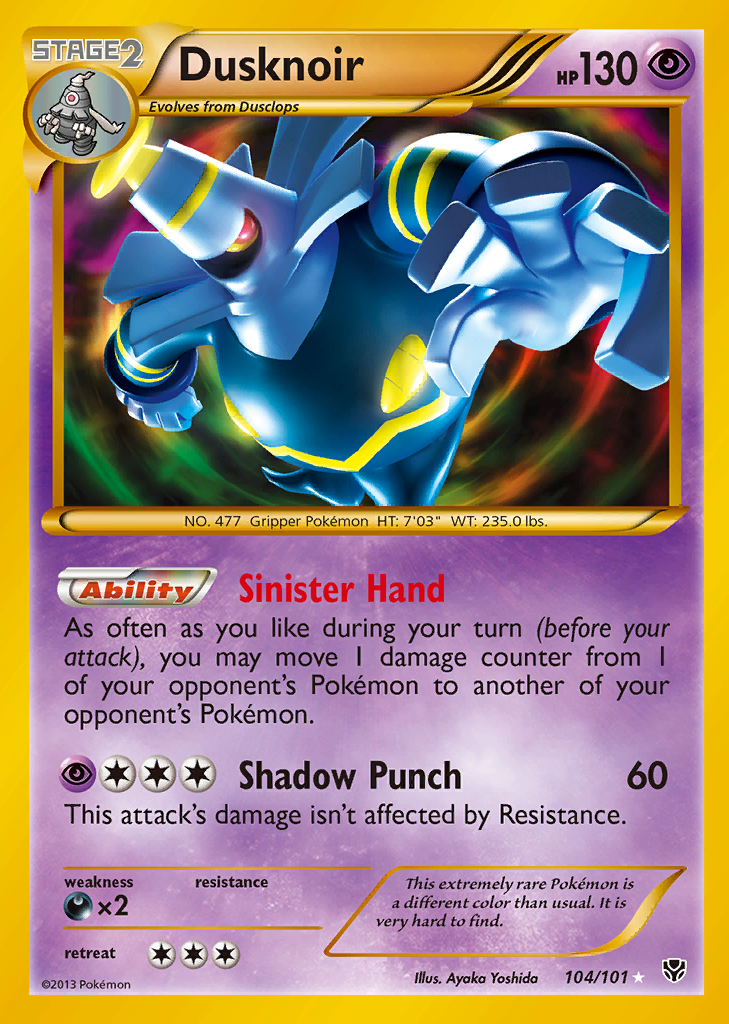 STAGE2
Dusknoir
HP130
Evolves from Dusclops
NO. 477 Gripper Pokémon HT: 7'03" WT: 235.0 lbs.
Ability Sinister Hand
As often as you like during your turn (before your
attack), you may move 1 damage counter from 1
of your opponent's Pokémon to another of your
opponent's Pokémon.
Shadow Punch 60
This attack's damage isn't affected by Resistance.
weakness resistance
×2
retreat
This extremely rare Pokémon is
a different color than usual. It is
very hard to find.
©2013 Pokémon
Illus. Ayaka Yoshida 104/101